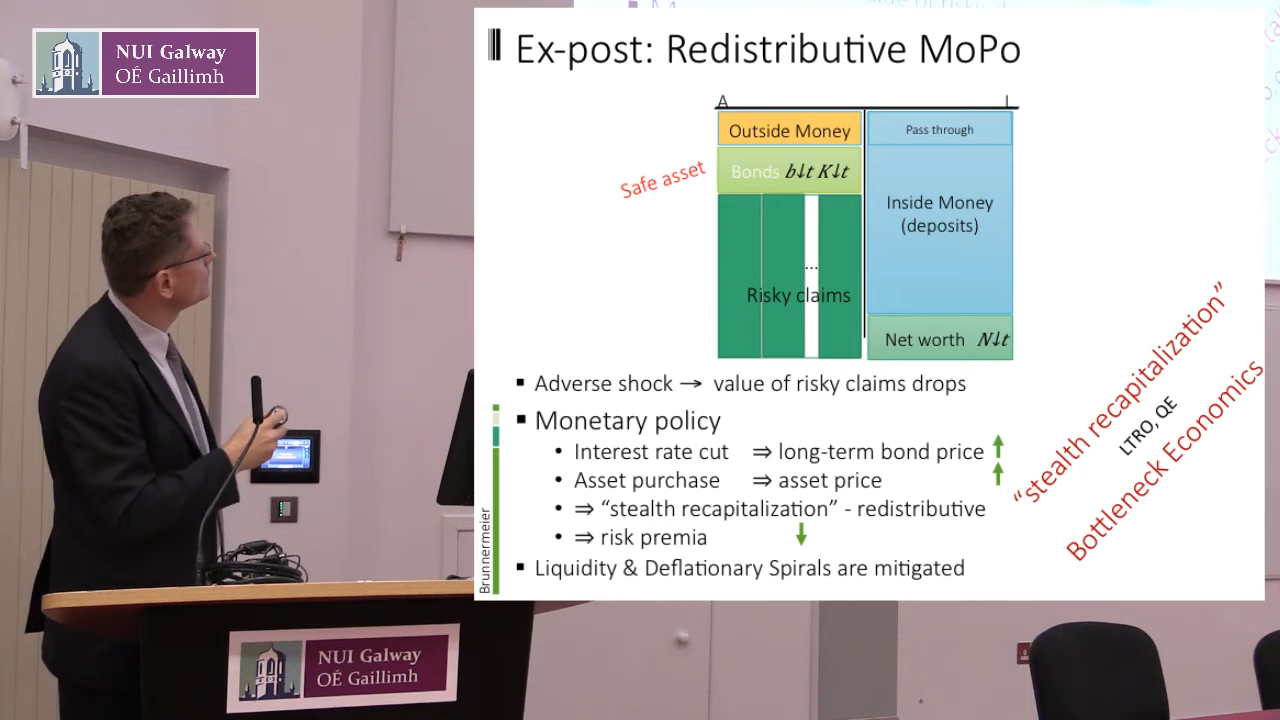 NUI Galway
OÉ Gaillimh
Ex-post: Redistributive MoPo
A
L
Outside Money
Pass through
Safe asset
Bonds b↓t K↓t
Inside Money
(deposits)
...
Risky claims
Net worth N↓t
▪ Adverse shock → value of risky claims drops
▪ Monetary policy
• Interest rate cut ⇒ long-term bond price ↑
• Asset purchase ⇒ asset price ↑
• ⇒ “stealth recapitalization” - redistributive
• ⇒ risk premia ↓
▪ Liquidity & Deflationary Spirals are mitigated
“stealth recapitalization”
LTRO, QE
Bottleneck Economics
Brunnermeier
NUI Galway
OÉ Gaillimh